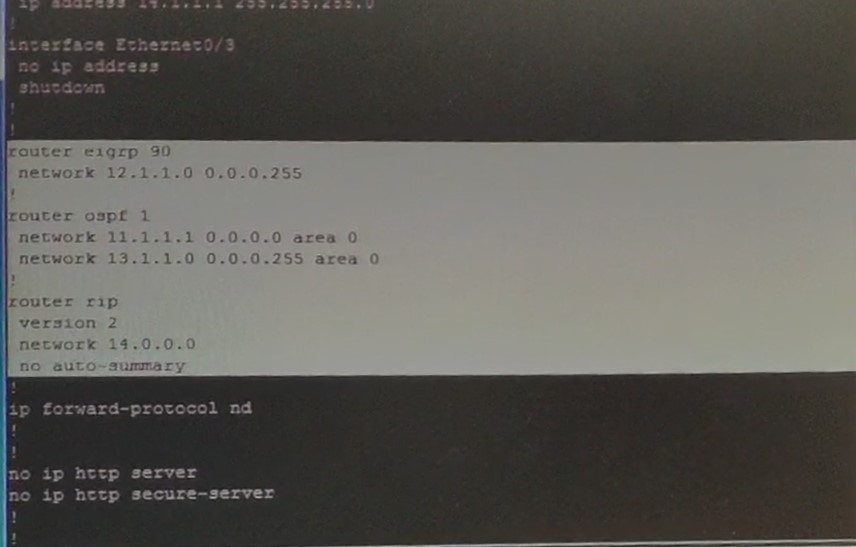 ip address 14.1.1.1 255.255.255.0
!
interface Ethernet0/3
no ip address
shutdown
!
!
router eigrp 90
network 12.1.1.0 0.0.0.255
!
router ospf 1
network 11.1.1.1 0.0.0.0 area 0
network 13.1.1.0 0.0.0.255 area 0
!
router rip
version 2
network 14.0.0.0
no auto-summary
!
ip forward-protocol nd
!
!
no ip http server
no ip http secure-server
!
!